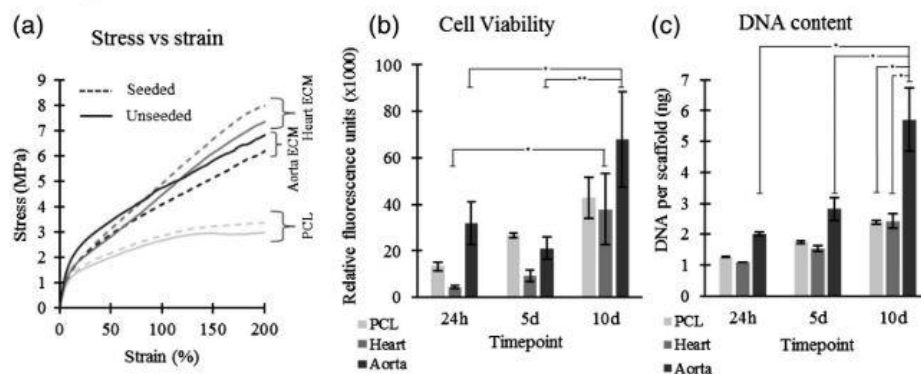 (a)
Stress vs strain
Stress (MPa)
9
8
7
6
5
4
3
2
1
0
Seeded
Unseeded
Heart ECM
Aorta ECM
PCL
0 50 100 150 200
Strain (%)
(b)
Cell Viability
Relative fluorescence units (x1000)
100
80
60
40
20
0
*
**
*
24h 5d 10d
Timepoint
PCL
Heart
Aorta
(c)
DNA content
DNA per scaffold (ng)
7
6
5
4
3
2
1
0
*
*
*
*
24h 5d 10d
Timepoint
PCL
Heart
Aorta